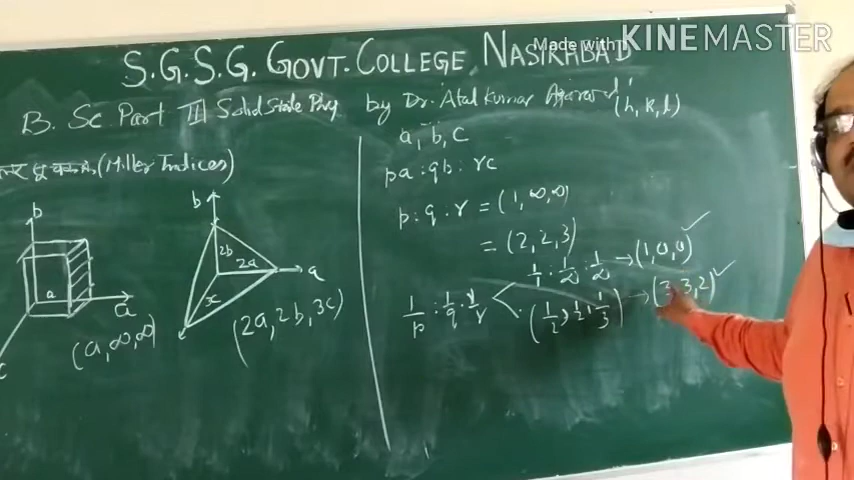 Made with KINEMASTER
S.G.S.G. GOVT. COLLEGE, NASIRABAD
B. Sc. Part III Solid State Phy by Dr. Atal Kumar
(h, k, l)
(Miller Indices)
a, b, c
pa : qb : rc
p : q : r = (1, ∞, ∞)
= (2, 2, 3)
1/1 : 1/∞ : 1/∞ → (1, 0, 0) ✓
1/p : 1/q : 1/r
(1/2, 1/2, 1/3) → (3, 3, 2) ✓
b
a
a
c
(a, ∞, ∞)
b
2b
2a
a
x
(2a, 2b, 3c)